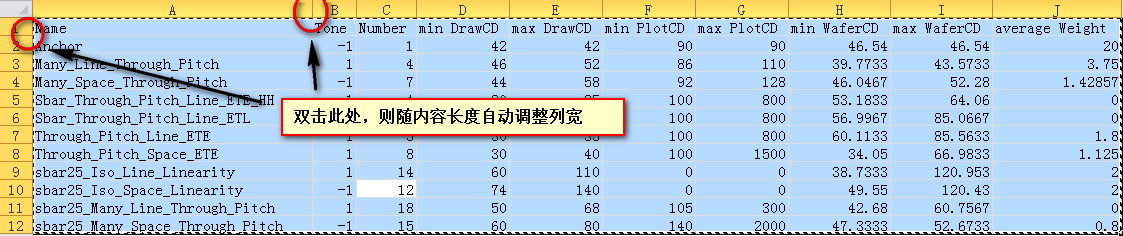 A B C D E F G H I J
1 Name Tone Number min DrawCD max DrawCD min PlotCD max PlotCD min WaferCD max WaferCD average Weight
2 Anchor -1 1 42 42 90 90 46.54 46.54 20
3 Many_Line_Through_Pitch 1 4 46 52 86 110 39.7733 43.5733 3.75
4 Many_Space_Through_Pitch -1 7 44 58 92 128 46.0467 52.28 1.42857
5 Sbar_Through_Pitch_Line_ETE_HH 100 800 53.1833 64.06 0
双击此处，则随内容长度自动调整列宽
6 Sbar_Through_Pitch_Line_ETL 100 800 56.9967 85.0667 0
7 Through_Pitch_Line_ETE 100 800 60.1133 85.5633 1.8
8 Through_Pitch_Space_ETE 1 8 30 40 100 1500 34.05 66.9833 1.125
9 sbar25_Iso_Line_Linearity 1 14 60 110 0 0 38.7333 120.953 2
10 sbar25_Iso_Space_Linearity -1 12 74 140 0 0 49.55 120.43 2
11 sbar25_Many_Line_Through_Pitch 1 18 50 68 105 300 42.68 60.7567 0
12 sbar25_Many_Space_Through_Pitch -1 15 60 80 140 2000 47.3333 52.6733 0.8